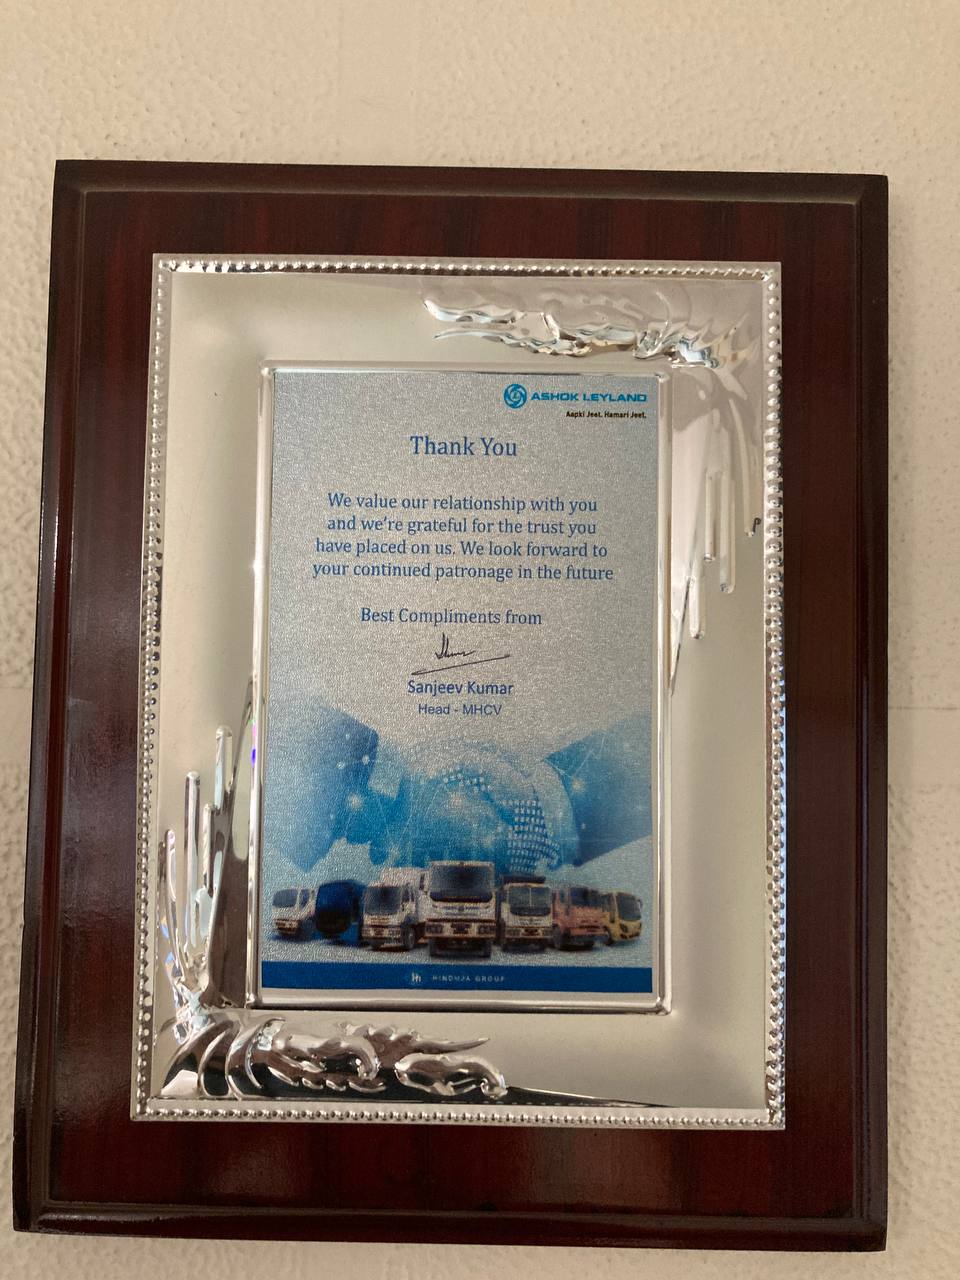 ASHOK LEYLAND
Aapki Jeet. Hamari Jeet.
Thank You
We value our relationship with you
and we're grateful for the trust you
have placed on us. We look forward to
your continued patronage in the future
Best Compliments from
Sanjeev Kumar
Head - MHCV
HINDUJA GROUP